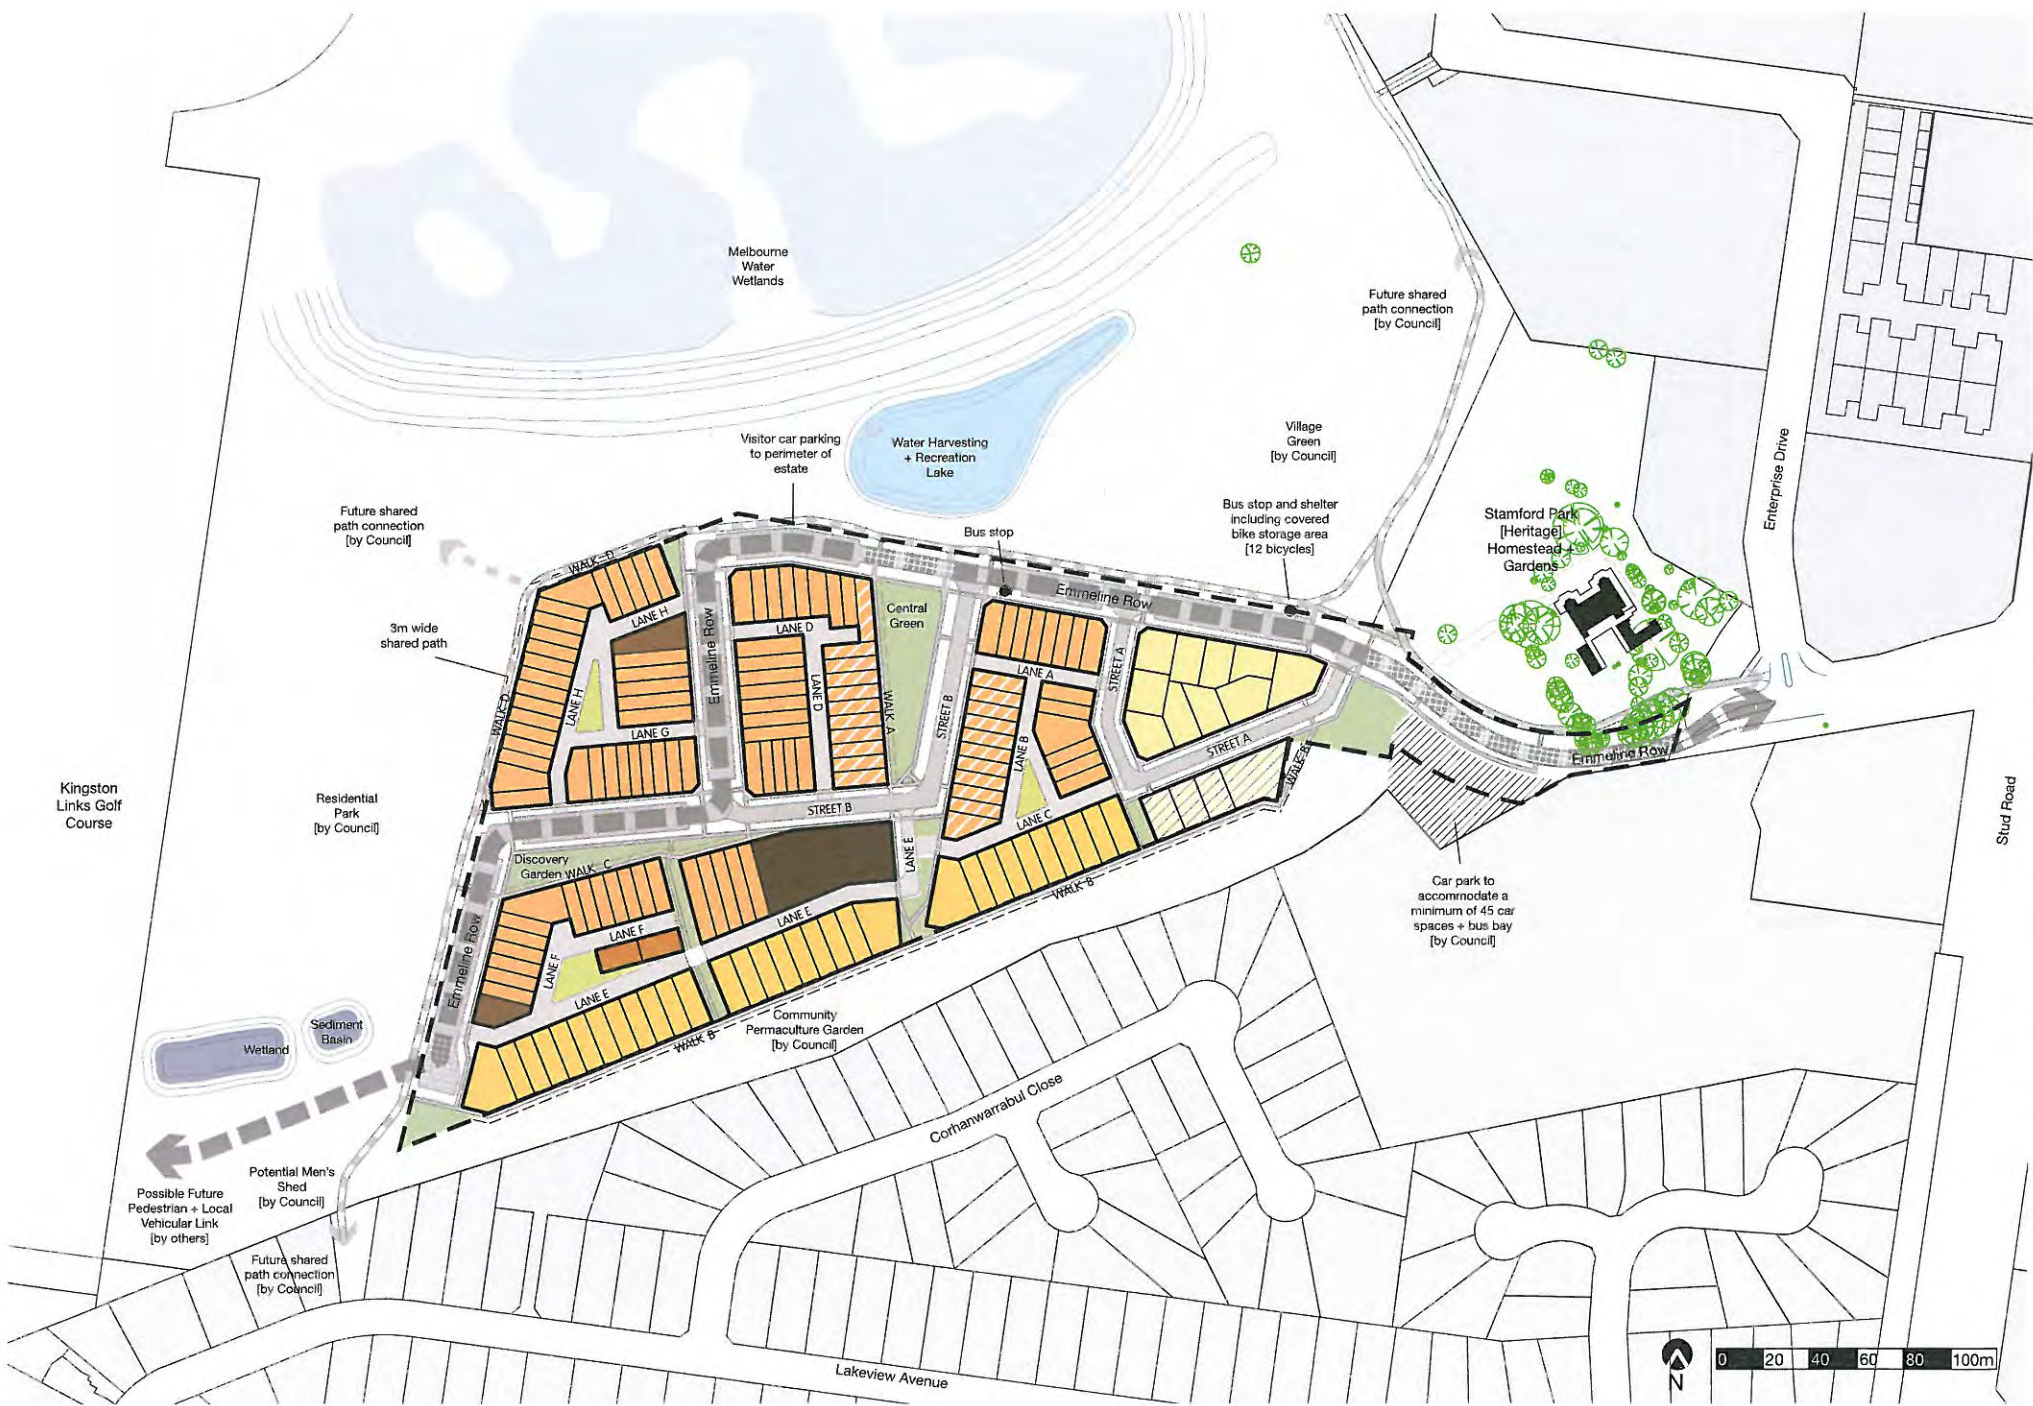 Melbourne
Water
Wetlands
Future shared
path connection
[by Council]
Enterprise Drive
Village
Green
[by Council]
Visitor car parking
to perimeter of
estate
Water Harvesting
+ Recreation
Lake
Future shared
path connection
[by Council]
Bus stop
Bus stop and shelter
including covered
bike storage area
[12 bicycles]
Stamford Park
[Heritage]
Homestead +
Gardens
WALK D
Emmeline Row
Central
Green
LANE H
LANE D
3m wide
shared path
Emmeline Row
STREET A
LANE A
LANE H
LANE D
WALK A
STREET B
WALK D
LANE G
LANE B
STREET A
WALK B
Emmeline Row
Kingston
Links Golf
Course
Residential
Park
[by Council]
STREET B
LANE C
Stud Road
Discovery
Garden
WALK C
LANE E
WALK B
Car park to
accommodate a
minimum of 45 car
spaces + bus bay
[by Council]
Emmeline Row
LANE F
LANE E
LANE F
LANE E
Community
Permaculture Garden
[by Council]
WALK B
Sediment
Basin
Wetland
Corhanwarrabul Close
Potential Men's
Shed
[by Council]
Possible Future
Pedestrian + Local
Vehicular Link
[by others]
Future shared
path connection
[by Council]
Lakeview Avenue
N
0 20 40 60 80 100m